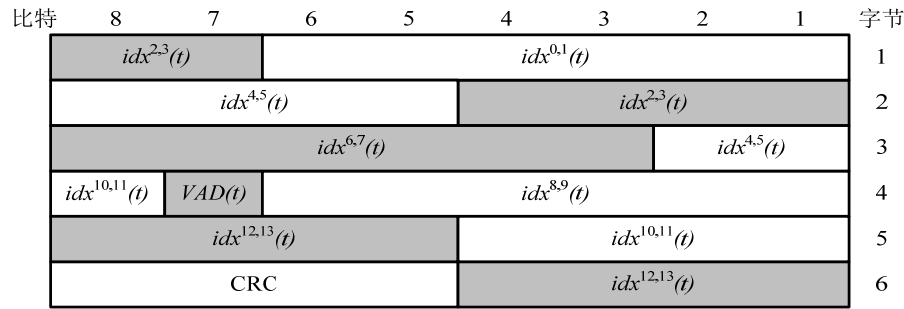 比特 8 7 6 5 4 3 2 1 字节
idx2,3(t) idx0,1(t) 1
idx4,5(t) idx2,3(t) 2
idx6,7(t) idx4,5(t) 3
idx10,11(t) VAD(t) idx8,9(t) 4
idx12,13(t) idx10,11(t) 5
CRC idx12,13(t) 6